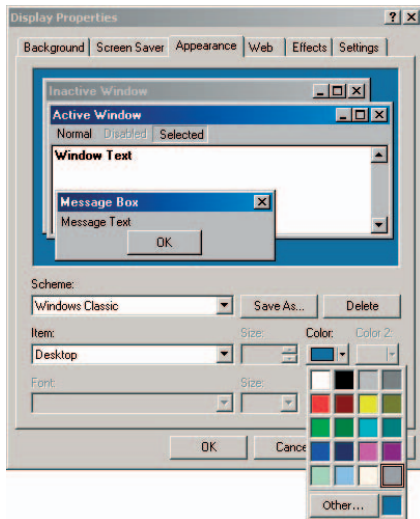 Display Properties
Background Screen Saver Appearance Web Effects Settings
Inactive Window
Active Window
Normal Disabled Selected
Window Text
Message Box
Message Text
OK
Scheme:
Windows Classic Save As... Delete
Item: Size: Color: Color 2:
Desktop
Font: Size:
OK Cance
Other...